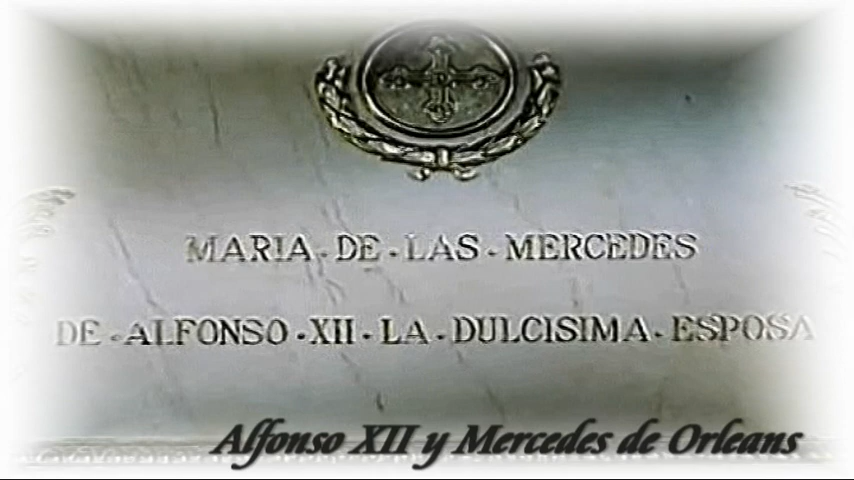 MARIA · DE · LAS · MERCEDES
DE · ALFONSO · XII · LA · DULCISIMA · ESPOSA
Alfonso XII y Mercedes de Orleans